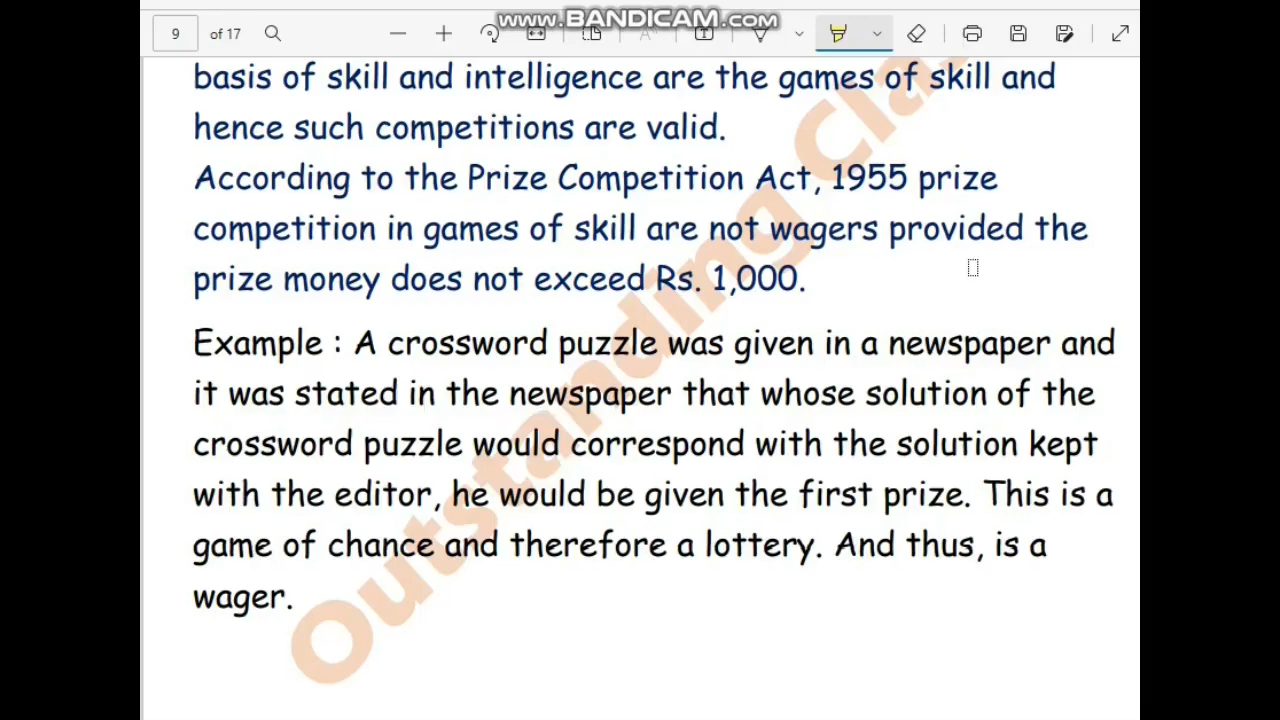 www.BANDICAM.com
9 of 17
basis of skill and intelligence are the games of skill and
hence such competitions are valid.
According to the Prize Competition Act, 1955 prize
competition in games of skill are not wagers provided the
prize money does not exceed Rs. 1,000.
Example : A crossword puzzle was given in a newspaper and
it was stated in the newspaper that whose solution of the
crossword puzzle would correspond with the solution kept
with the editor, he would be given the first prize. This is a
game of chance and therefore a lottery. And thus, is a
wager.
Outstanding Clas